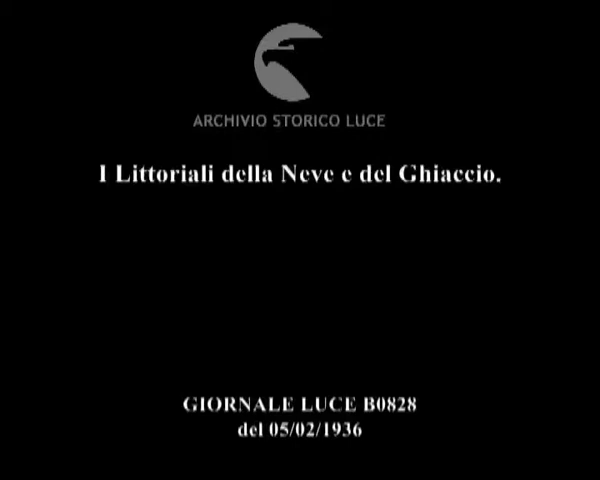 ARCHIVIO STORICO LUCE
I Littoriali della Neve e del Ghiaccio.
GIORNALE LUCE B0828
del 05/02/1936